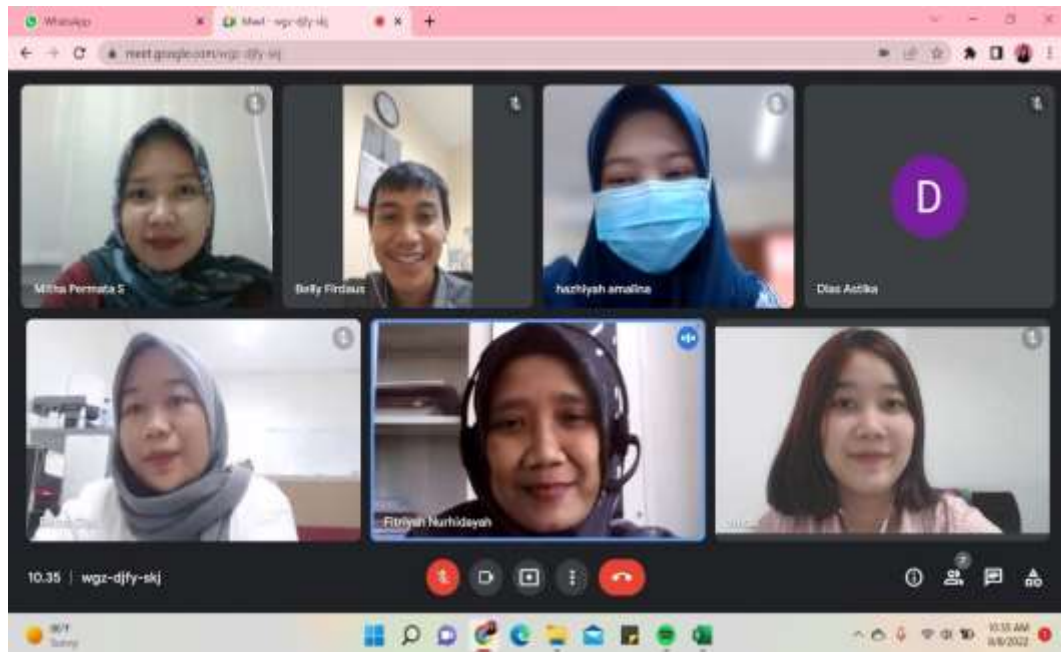 WhatsApp
Meet - wgz-djfy-skj
meet.google.com/wgz-djfy-skj
Mitha Permata S
Belly Firdaus
hazhiyah amalina
D
Dias Astika
Fitriyah Nurhidayah
10.35 | wgz-djfy-skj
7
Sunny
10:35 AM